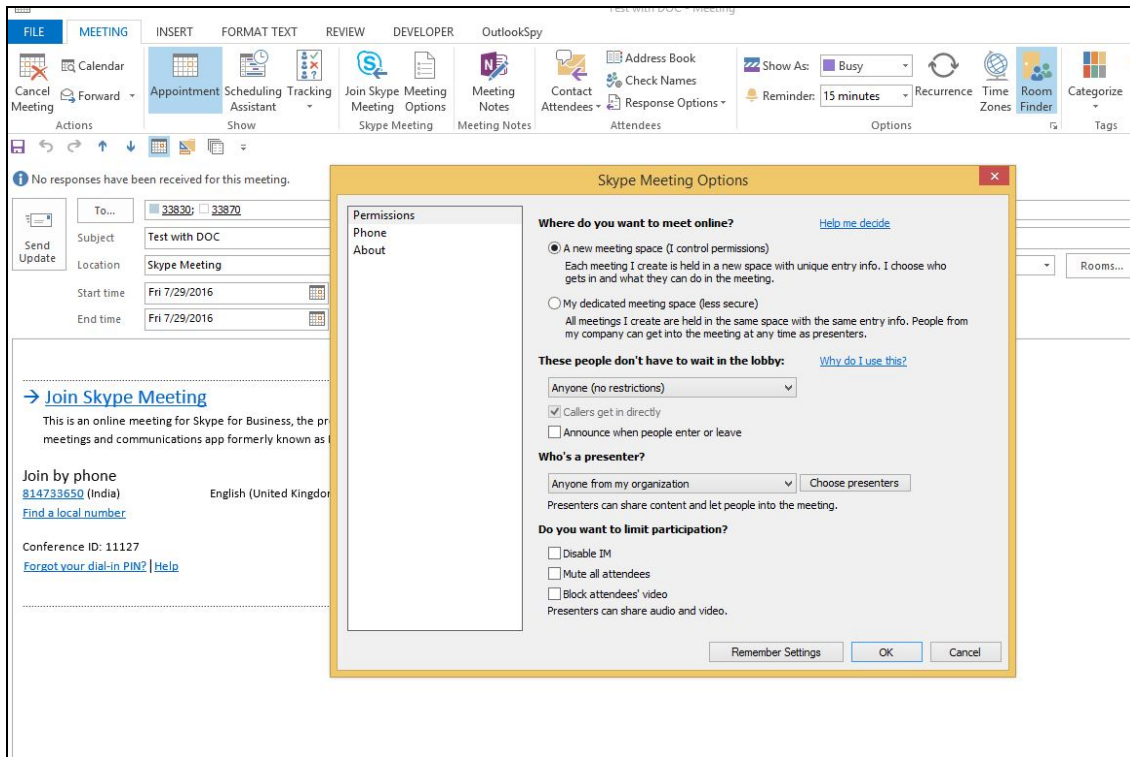 Test with DOC - Meeting
FILE MEETING INSERT FORMAT TEXT REVIEW DEVELOPER OutlookSpy
Cancel Meeting
Calendar
Forward
Actions
Appointment
Scheduling Assistant
Tracking
Show
Join Skype Meeting
Meeting Options
Skype Meeting
Meeting Notes
Meeting Notes
Contact Attendees
Address Book
Check Names
Response Options
Attendees
Show As: Busy
Reminder: 15 minutes
Recurrence
Time Zones
Room Finder
Options
Categorize
Tags
No responses have been received for this meeting.
Send Update
To... 33830; 33870
Subject Test with DOC
Location Skype Meeting
Rooms...
Start time Fri 7/29/2016
End time Fri 7/29/2016
→ Join Skype Meeting
This is an online meeting for Skype for Business, the pr
meetings and communications app formerly known as
Join by phone
814733650 (India) English (United Kingdor
Find a local number
Conference ID: 11127
Forgot your dial-in PIN? | Help
Skype Meeting Options
Permissions
Phone
About
Where do you want to meet online? Help me decide
A new meeting space (I control permissions)
Each meeting I create is held in a new space with unique entry info. I choose who
gets in and what they can do in the meeting.
My dedicated meeting space (less secure)
All meetings I create are held in the same space with the same entry info. People from
my company can get into the meeting at any time as presenters.
These people don't have to wait in the lobby: Why do I use this?
Anyone (no restrictions)
Callers get in directly
Announce when people enter or leave
Who's a presenter?
Anyone from my organization Choose presenters
Presenters can share content and let people into the meeting.
Do you want to limit participation?
Disable IM
Mute all attendees
Block attendees' video
Presenters can share audio and video.
Remember Settings OK Cancel